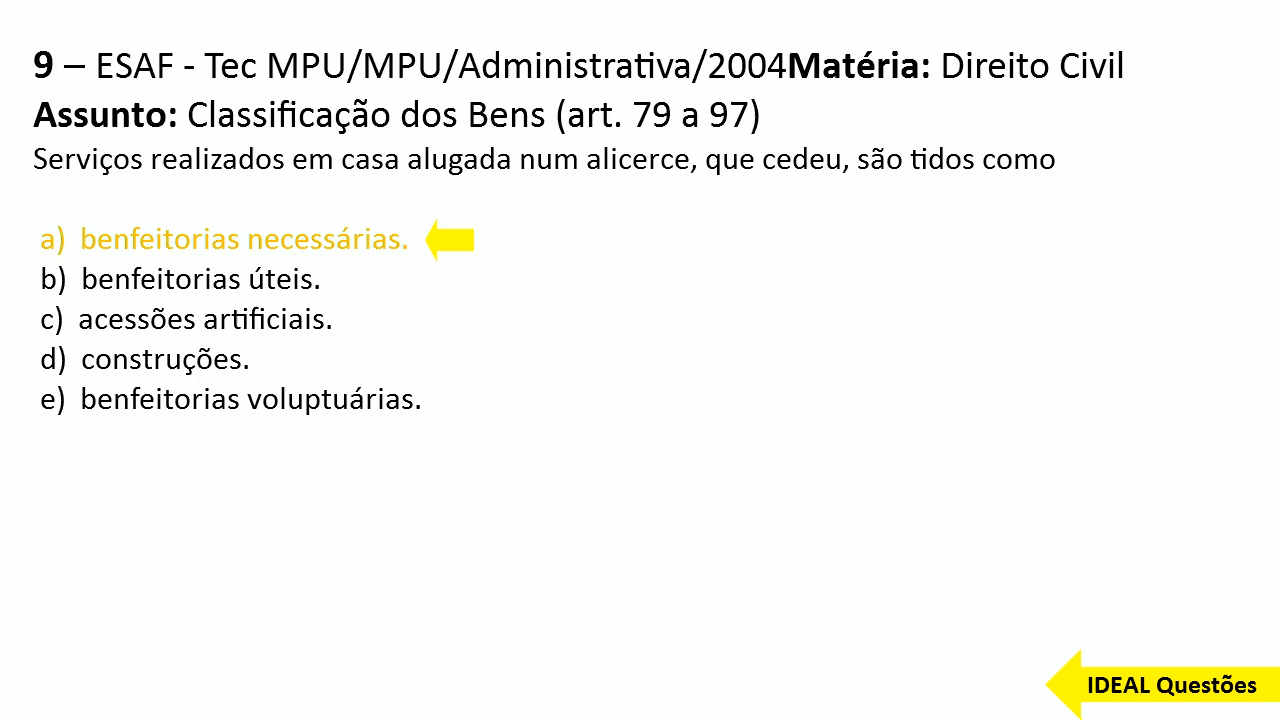 9 – ESAF - Tec MPU/MPU/Administrativa/2004Matéria: Direito Civil
Assunto: Classificação dos Bens (art. 79 a 97)
Serviços realizados em casa alugada num alicerce, que cedeu, são tidos como
a) benfeitorias necessárias.
b) benfeitorias úteis.
c) acessões artificiais.
d) construções.
e) benfeitorias voluptuárias.
IDEAL Questões